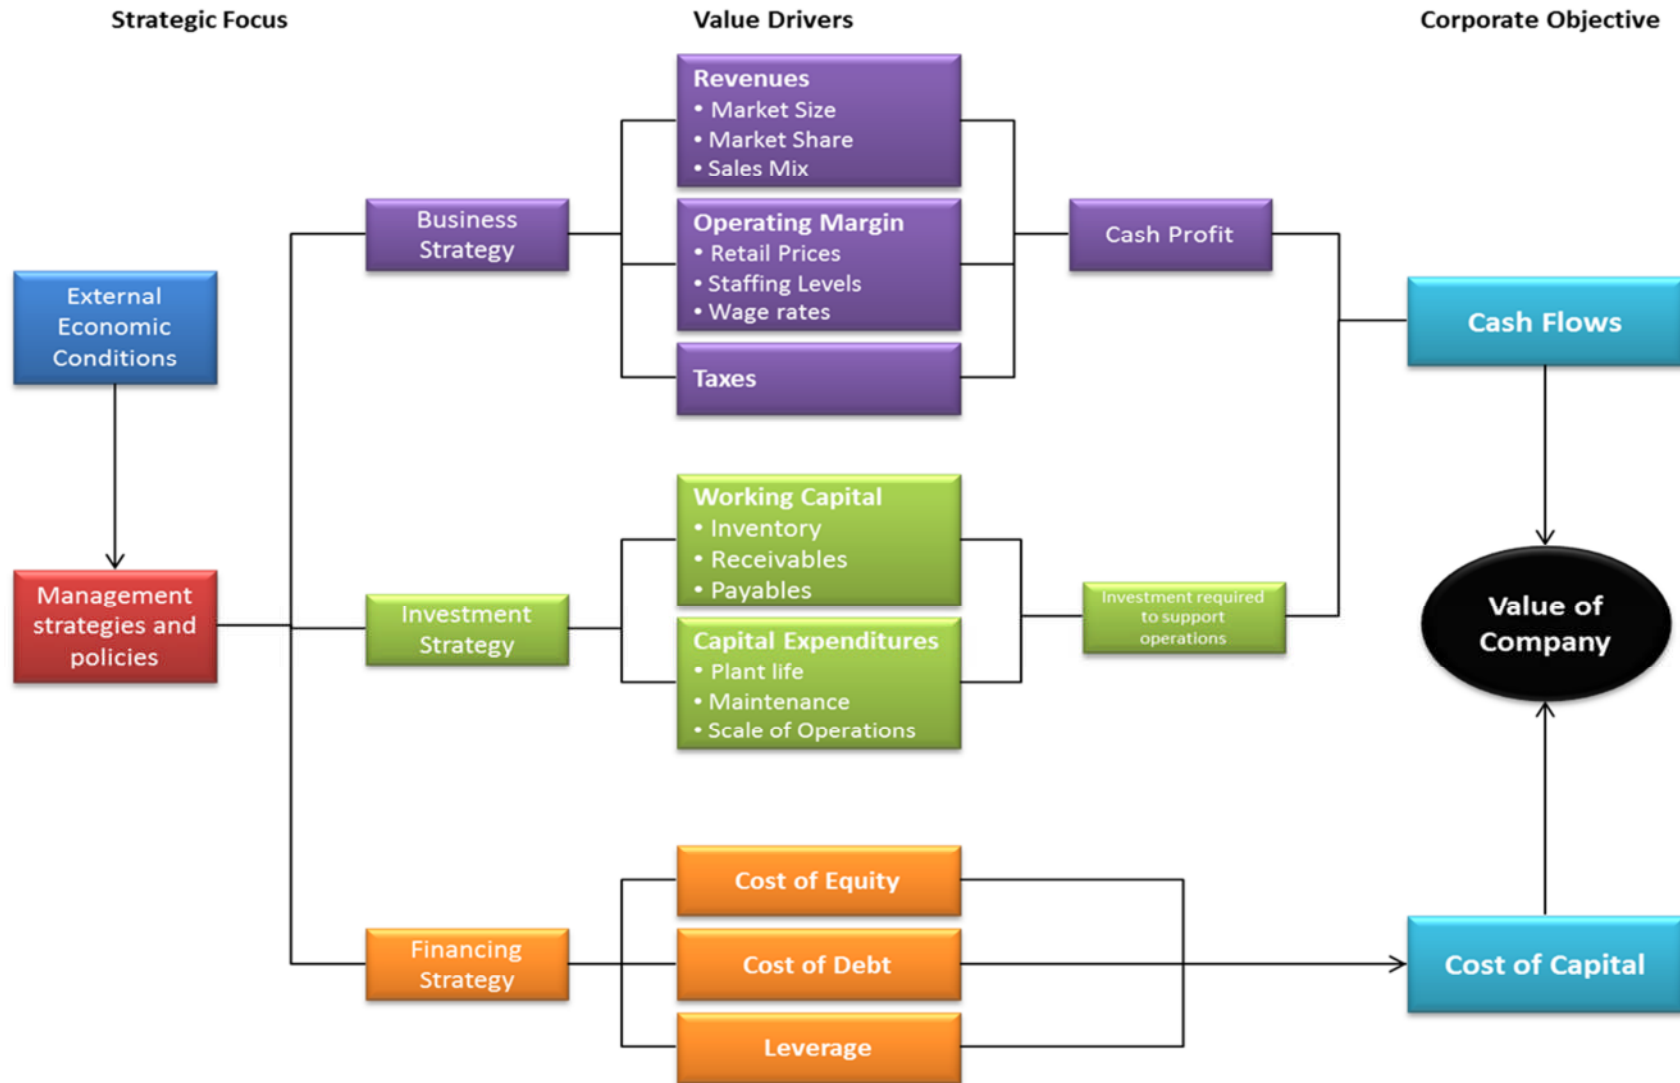 Strategic Focus
Value Drivers
Corporate Objective
External
Economic
Conditions
Management
strategies and
policies
Business
Strategy
Revenues
• Market Size
• Market Share
• Sales Mix
Operating Margin
• Retail Prices
• Staffing Levels
• Wage rates
Taxes
Cash Profit
Investment
Strategy
Working Capital
• Inventory
• Receivables
• Payables
Capital Expenditures
• Plant life
• Maintenance
• Scale of Operations
Investment required
to support
operations
Financing
Strategy
Cost of Equity
Cost of Debt
Leverage
Cash Flows
Value of
Company
Cost of Capital